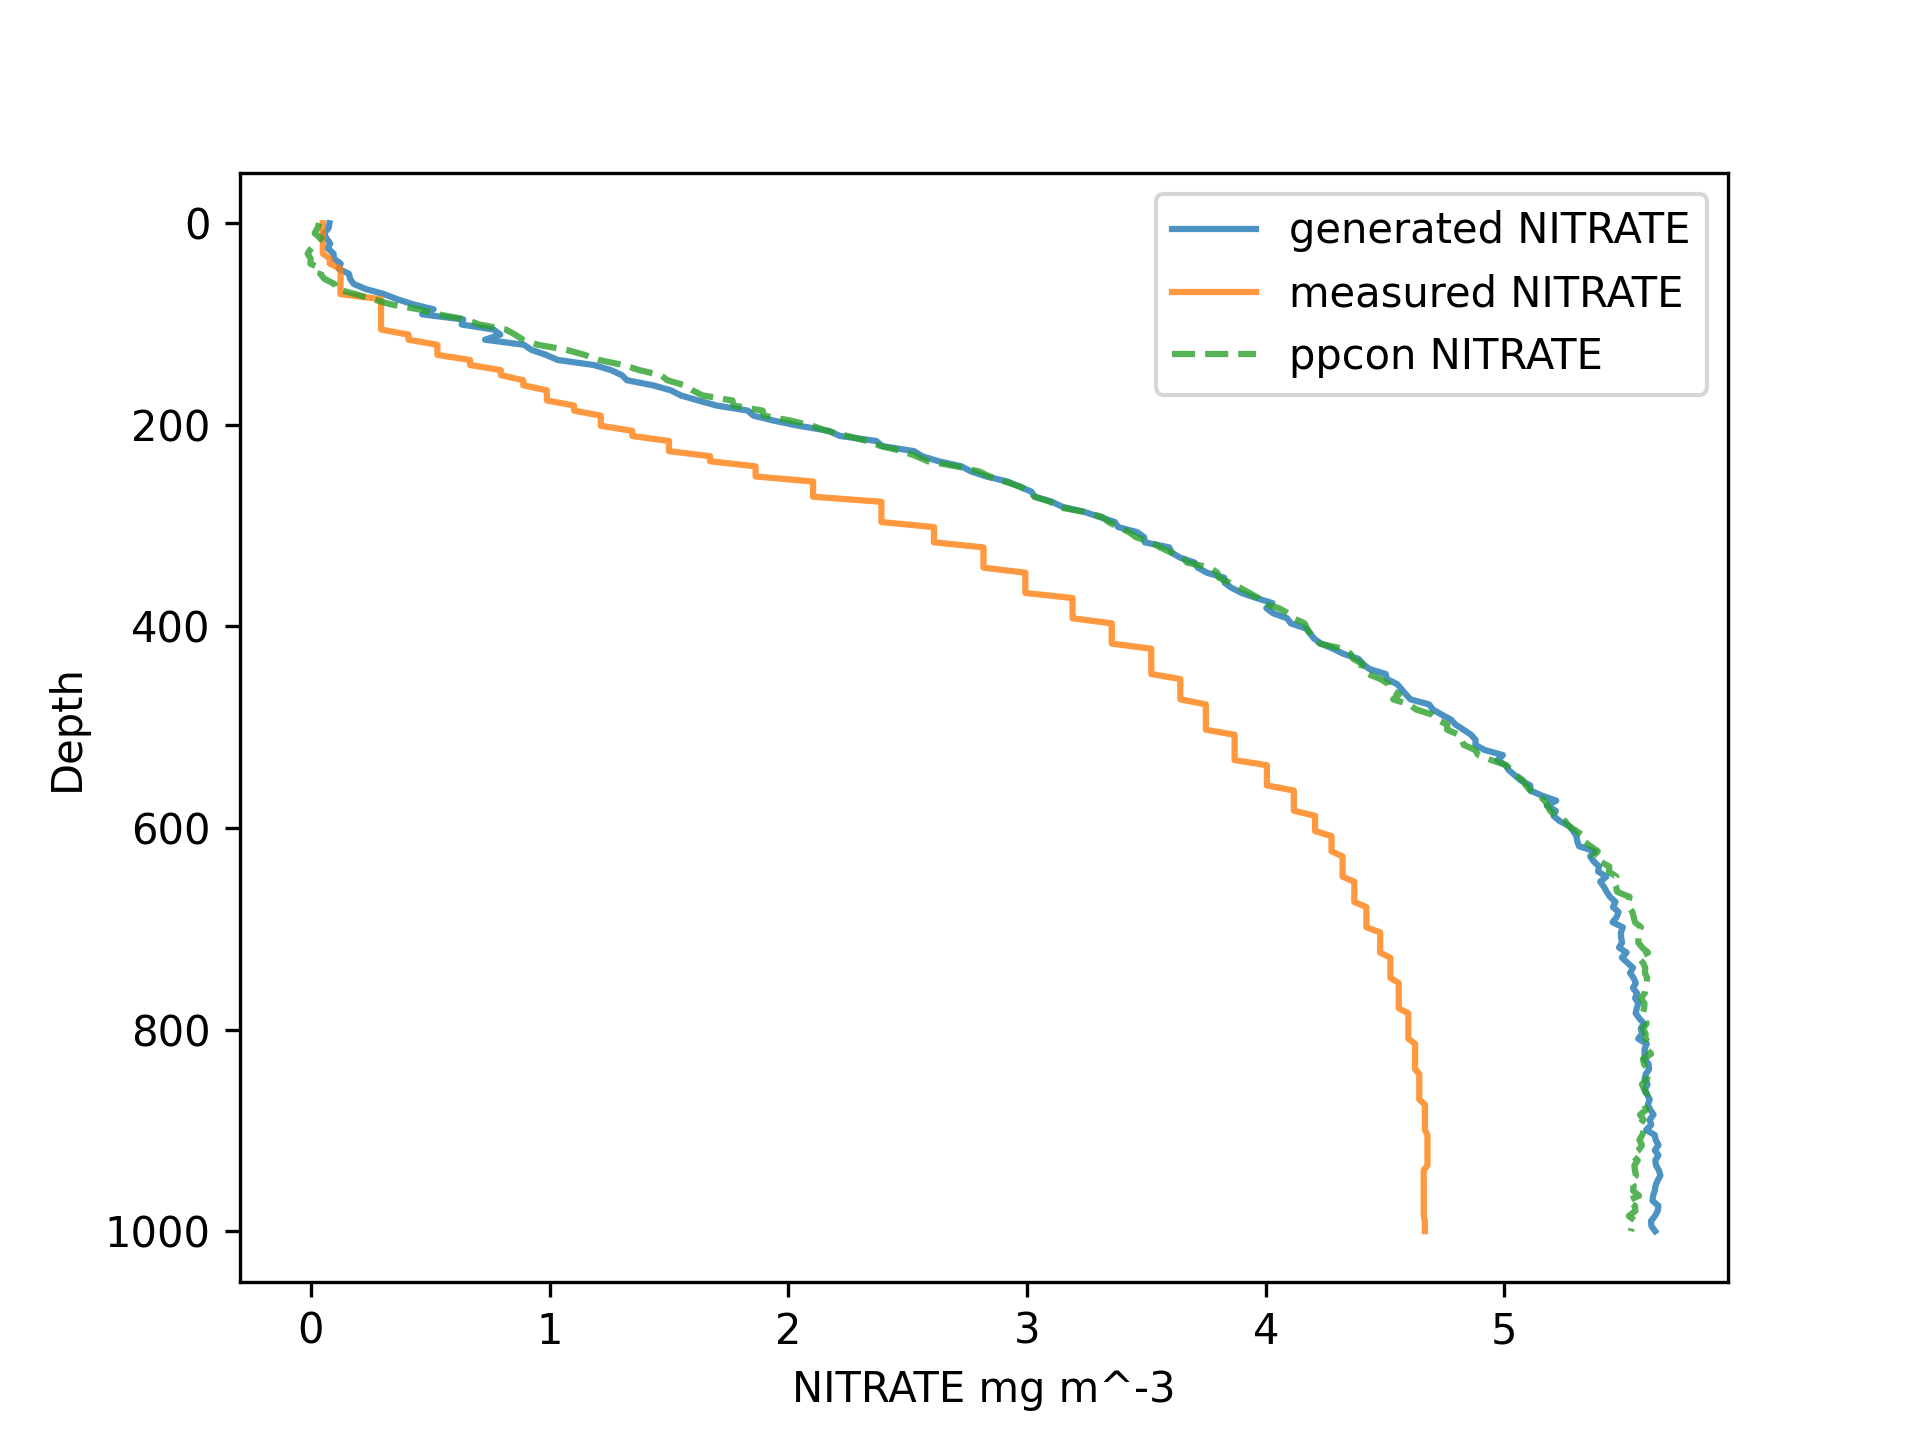 generated NITRATE
measured NITRATE
ppcon NITRATE
0
200
400
600
800
1000
Depth
0 1 2 3 4 5
NITRATE mg m^-3